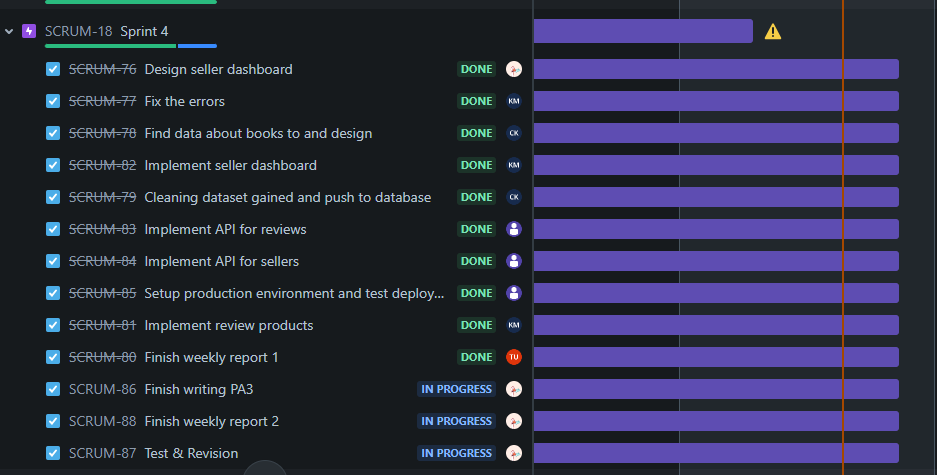 SCRUM-18 Sprint 4
SCRUM-76 Design seller dashboard DONE
SCRUM-77 Fix the errors DONE KM
SCRUM-78 Find data about books to and design DONE CK
SCRUM-82 Implement seller dashboard DONE KM
SCRUM-79 Cleaning dataset gained and push to database DONE CK
SCRUM-83 Implement API for reviews DONE
SCRUM-84 Implement API for sellers DONE
SCRUM-85 Setup production environment and test deploy... DONE
SCRUM-81 Implement review products DONE KM
SCRUM-80 Finish weekly report 1 DONE TU
SCRUM-86 Finish writing PA3 IN PROGRESS
SCRUM-88 Finish weekly report 2 IN PROGRESS
SCRUM-87 Test & Revision IN PROGRESS